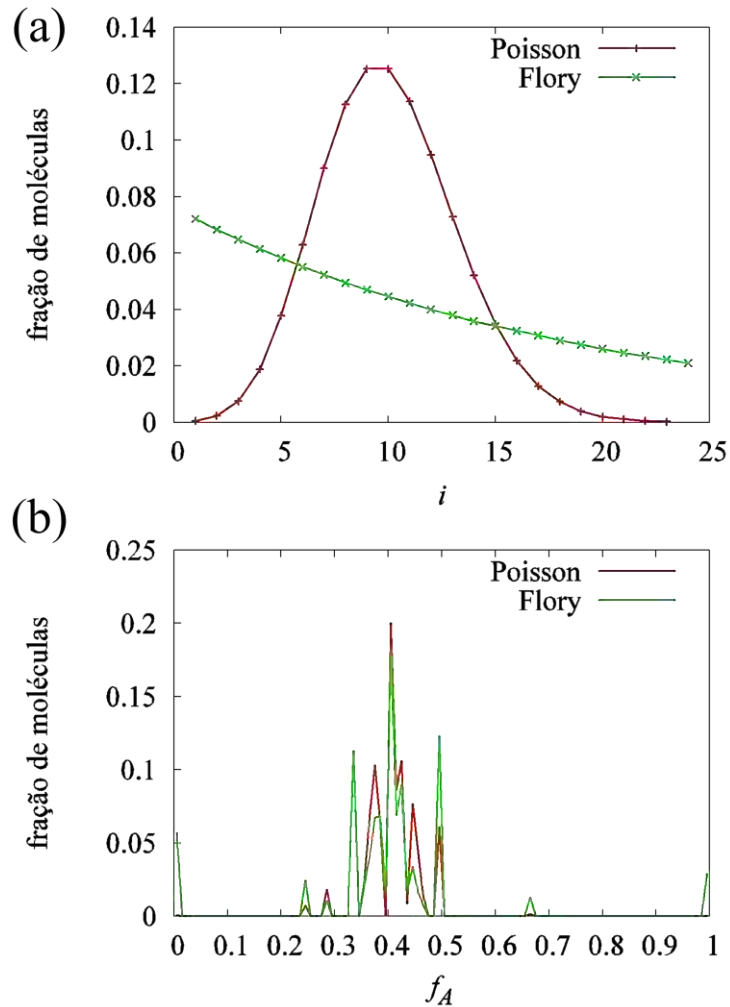 (a)
fração de moléculas
0.14
0.12
0.1
0.08
0.06
0.04
0.02
0
Poisson
Flory
0 5 10 15 20 25
i
(b)
fração de moléculas
0.25
0.2
0.15
0.1
0.05
0
Poisson
Flory
0 0.1 0.2 0.3 0.4 0.5 0.6 0.7 0.8 0.9 1
f_A